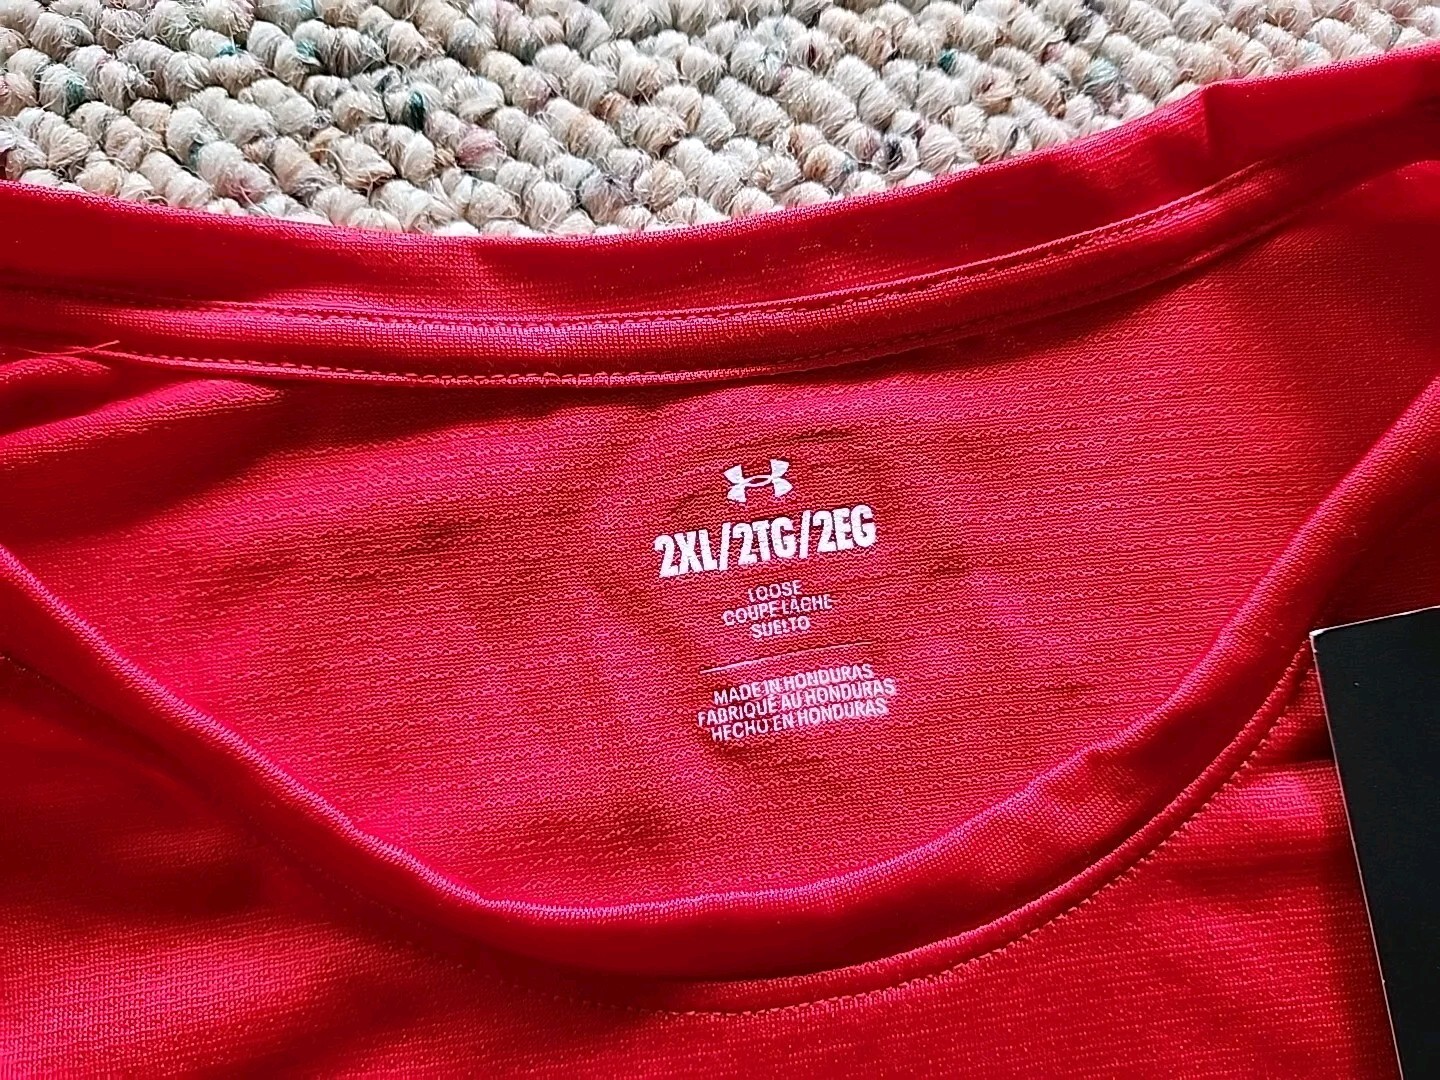 2XL/2TG/2EG
LOOSE
COUPE LÂCHE
SUELTO
MADE IN HONDURAS
FABRIQUÉ AU HONDURAS
HECHO EN HONDURAS